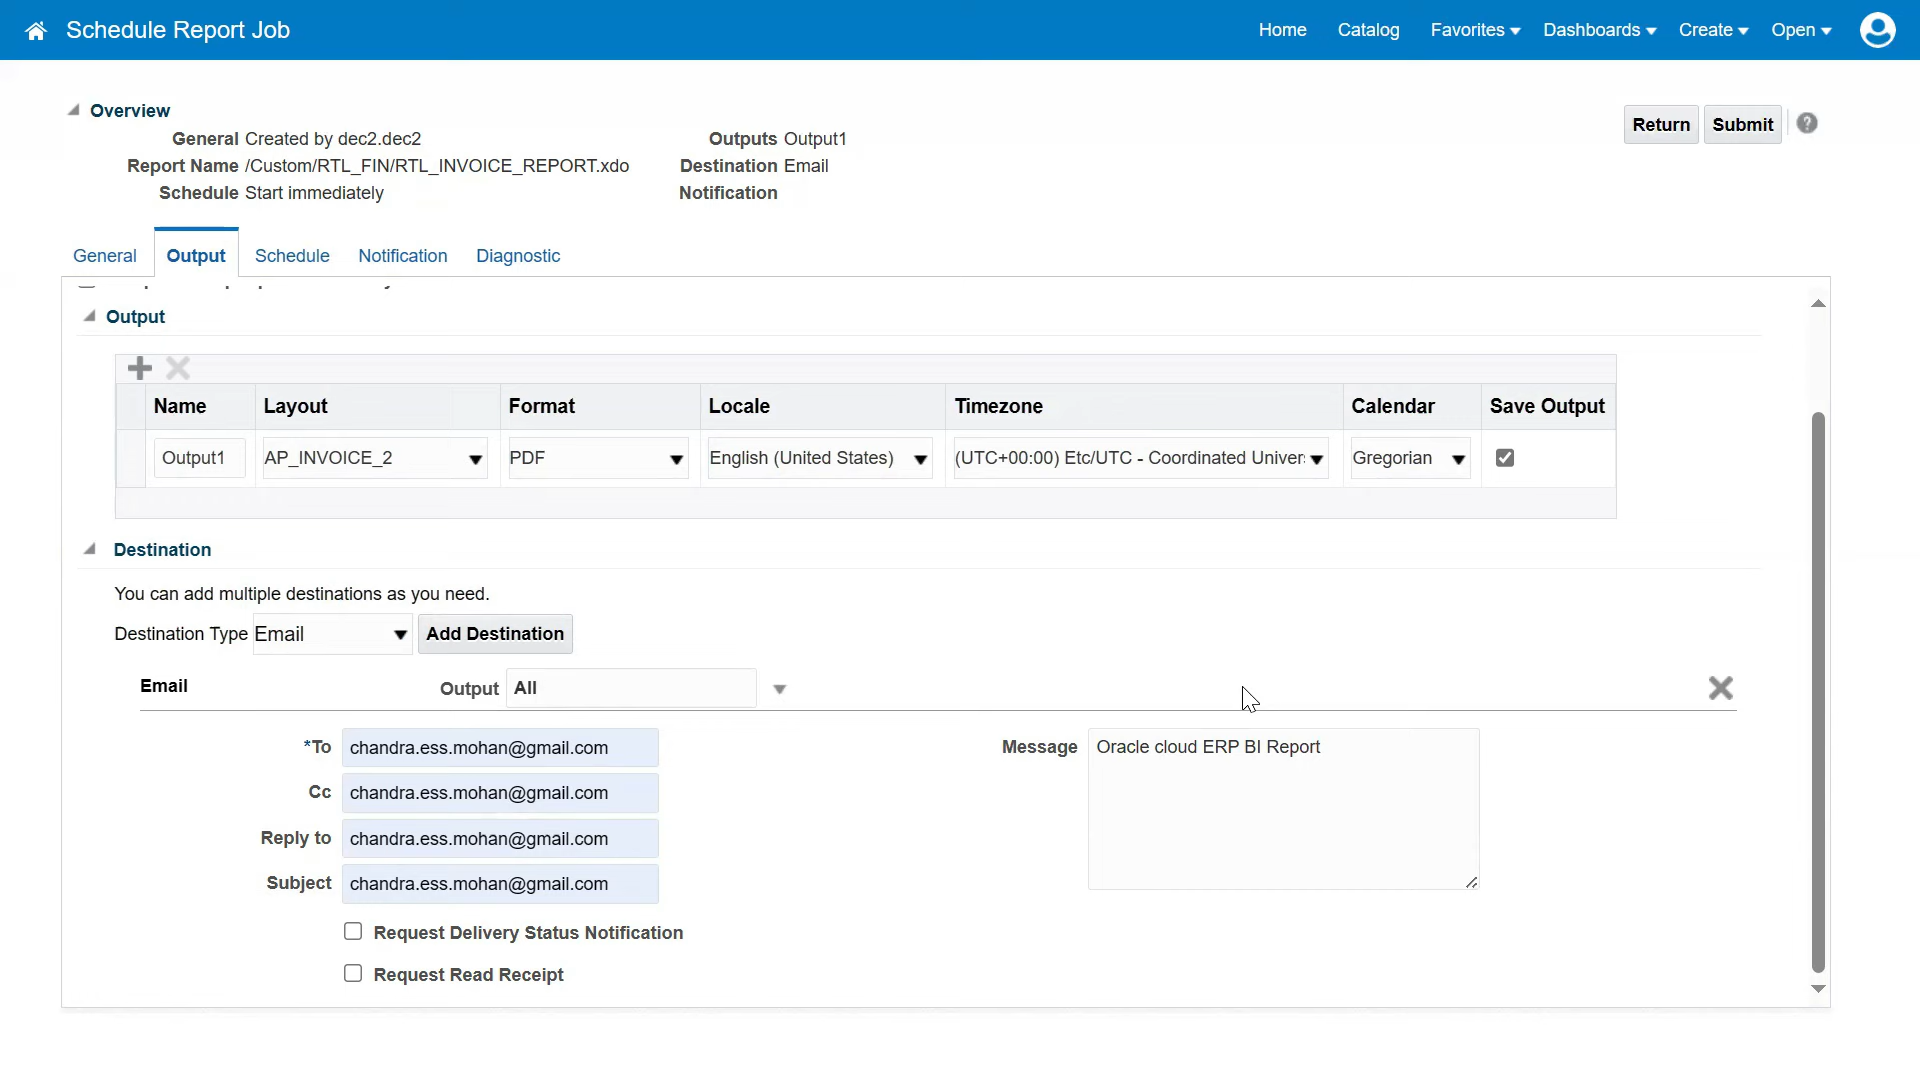 Schedule Report Job
Home Catalog Favorites Dashboards Create Open
Overview
Return Submit
General Created by dec2.dec2
Outputs Output1
Report Name /Custom/RTL_FIN/RTL_INVOICE_REPORT.xdo
Destination Email
Schedule Start immediately
Notification
General Output Schedule Notification Diagnostic
Output
Name Layout Format Locale Timezone Calendar Save Output
Output1 AP_INVOICE_2 PDF English (United States) (UTC+00:00) Etc/UTC - Coordinated Univer Gregorian
Destination
You can add multiple destinations as you need.
Destination Type Email Add Destination
Email Output All
*To chandra.ess.mohan@gmail.com
Message Oracle cloud ERP BI Report
Cc chandra.ess.mohan@gmail.com
Reply to chandra.ess.mohan@gmail.com
Subject chandra.ess.mohan@gmail.com
Request Delivery Status Notification
Request Read Receipt